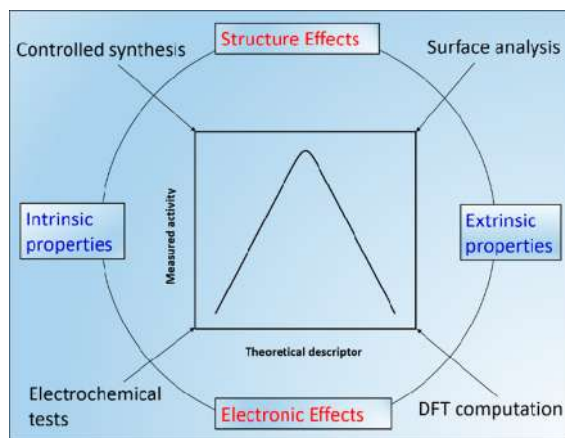 Structure Effects
Controlled synthesis
Surface analysis
Intrinsic
properties
Measured activity
Extrinsic
properties
Theoretical descriptor
Electrochemical
tests
Electronic Effects
DFT computation